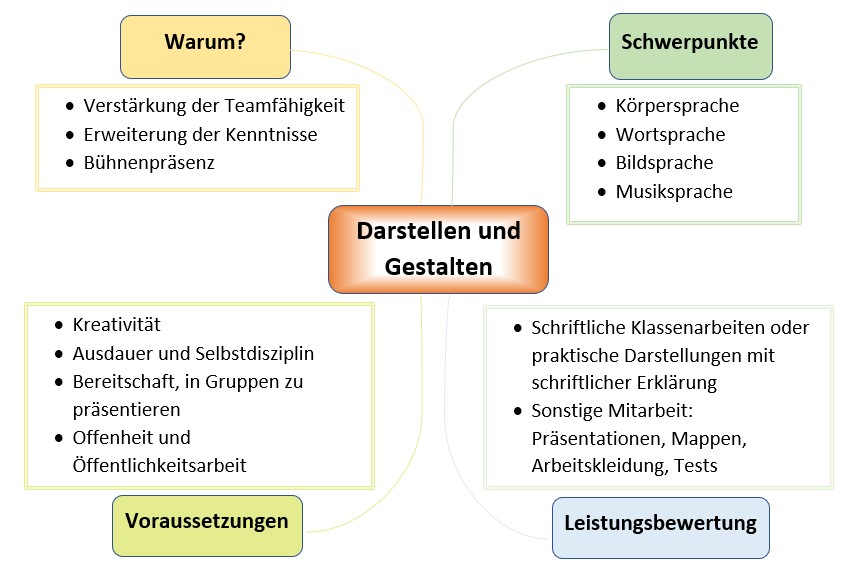 Warum?
• Verstärkung der Teamfähigkeit
• Erweiterung der Kenntnisse
• Bühnenpräsenz
Schwerpunkte
• Körpersprache
• Wortsprache
• Bildsprache
• Musiksprache
Darstellen und
Gestalten
• Kreativität
• Ausdauer und Selbstdisziplin
• Bereitschaft, in Gruppen zu
präsentieren
• Offenheit und
Öffentlichkeitsarbeit
Voraussetzungen
• Schriftliche Klassenarbeiten oder
praktische Darstellungen mit
schriftlicher Erklärung
• Sonstige Mitarbeit:
Präsentationen, Mappen,
Arbeitskleidung, Tests
Leistungsbewertung